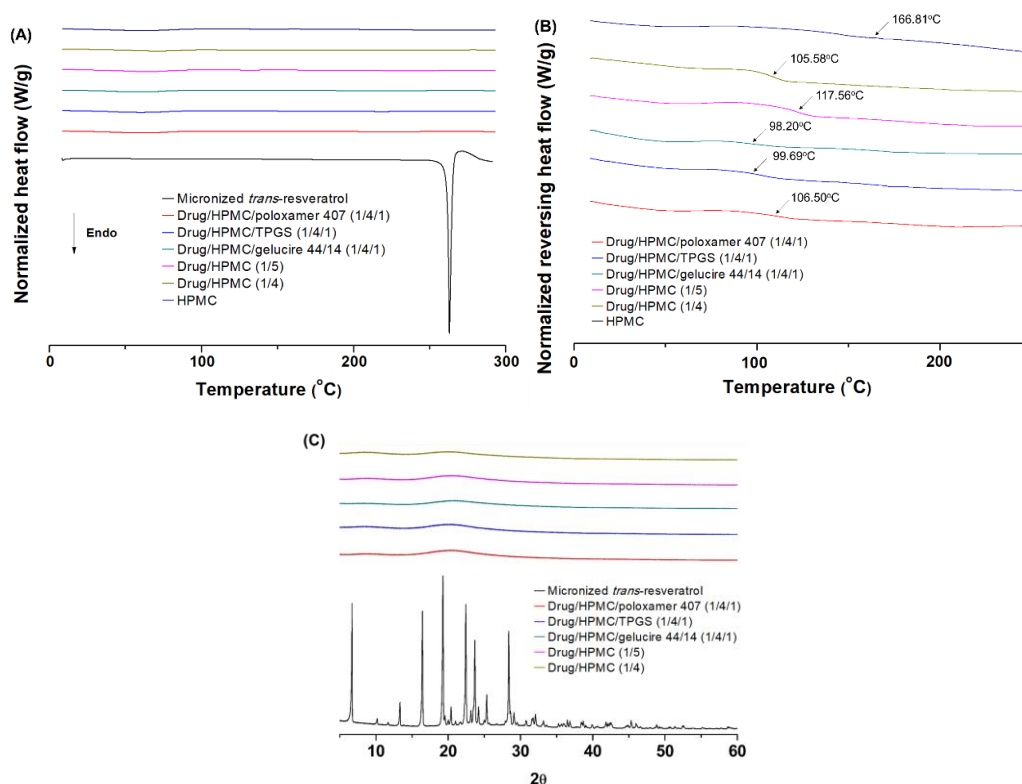 (A)
Normalized heat flow (W/g)
Endo
Micronized trans-resveratrol
Drug/HPMC/poloxamer 407 (1/4/1)
Drug/HPMC/TPGS (1/4/1)
Drug/HPMC/gelucire 44/14 (1/4/1)
Drug/HPMC (1/5)
Drug/HPMC (1/4)
HPMC
0 50 100 150 200 250 300
Temperature (°C)
(B)
Normalized reversing heat flow (W/g)
166.81°C
105.58°C
117.56°C
98.20°C
99.69°C
106.50°C
Drug/HPMC/poloxamer 407 (1/4/1)
Drug/HPMC/TPGS (1/4/1)
Drug/HPMC/gelucire 44/14 (1/4/1)
Drug/HPMC (1/5)
Drug/HPMC (1/4)
HPMC
0 100 200
Temperature (°C)
(C)
Micronized trans-resveratrol
Drug/HPMC/poloxamer 407 (1/4/1)
Drug/HPMC/TPGS (1/4/1)
Drug/HPMC/gelucire 44/14 (1/4/1)
Drug/HPMC (1/5)
Drug/HPMC (1/4)
10 20 30 40 50 60
2θ